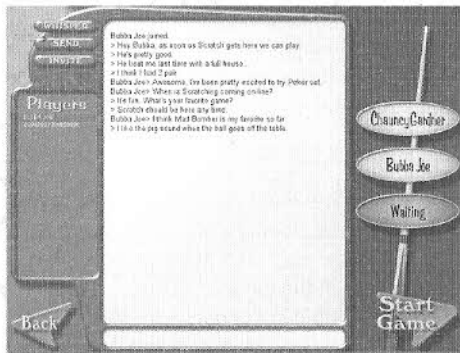 WHISPER
SEND
INVITE
Players
Bubba Joe joined.
> Hey Bubba, as soon as Scratch gets here we can play.
> He's pretty good.
> He beat me last time with a full house.
> I think I had 2 pair.
Bubba Joe> Awesome, I've been pretty excited to try Poker out.
Bubba Joe> When is Scratching coming online?
> It's fun. What's your favorite game?
> Scratch should be here any time.
Bubba Joe> I think Mad Bomber is my favorite so far
> I like the pig sound when the ball goes off the table.
Chauncy Gardner
Bubba Joe
Waiting
Back
Start
Game